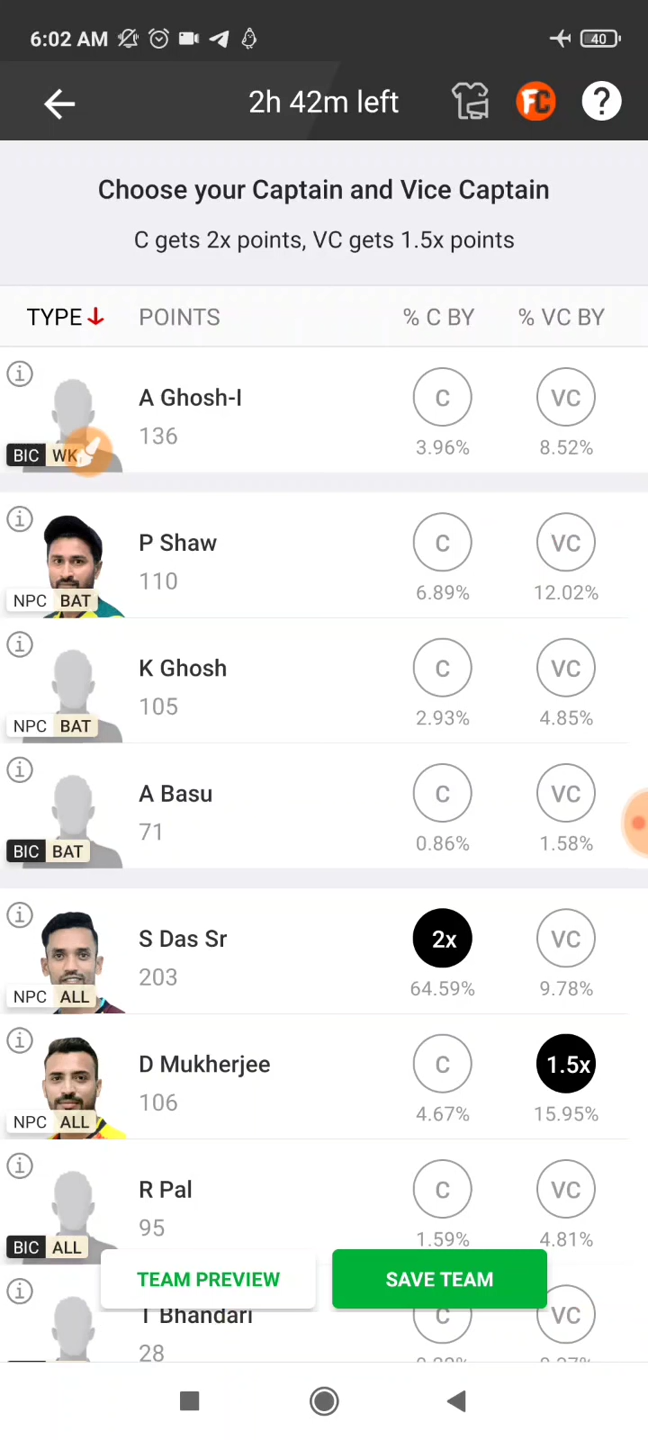 6:02 AM
40
2h 42m left
FC
?
Choose your Captain and Vice Captain
C gets 2x points, VC gets 1.5x points
TYPE POINTS % C BY % VC BY
A Ghosh-I
136
C VC
3.96% 8.52%
BIC WK
P Shaw
110
C VC
6.89% 12.02%
NPC BAT
K Ghosh
105
C VC
2.93% 4.85%
NPC BAT
A Basu
71
C VC
0.86% 1.58%
BIC BAT
S Das Sr
203
2x VC
64.59% 9.78%
NPC ALL
D Mukherjee
106
C 1.5x
4.67% 15.95%
NPC ALL
R Pal
95
C VC
1.59% 4.81%
BIC ALL
TEAM PREVIEW SAVE TEAM
T Bhandari
28
C VC